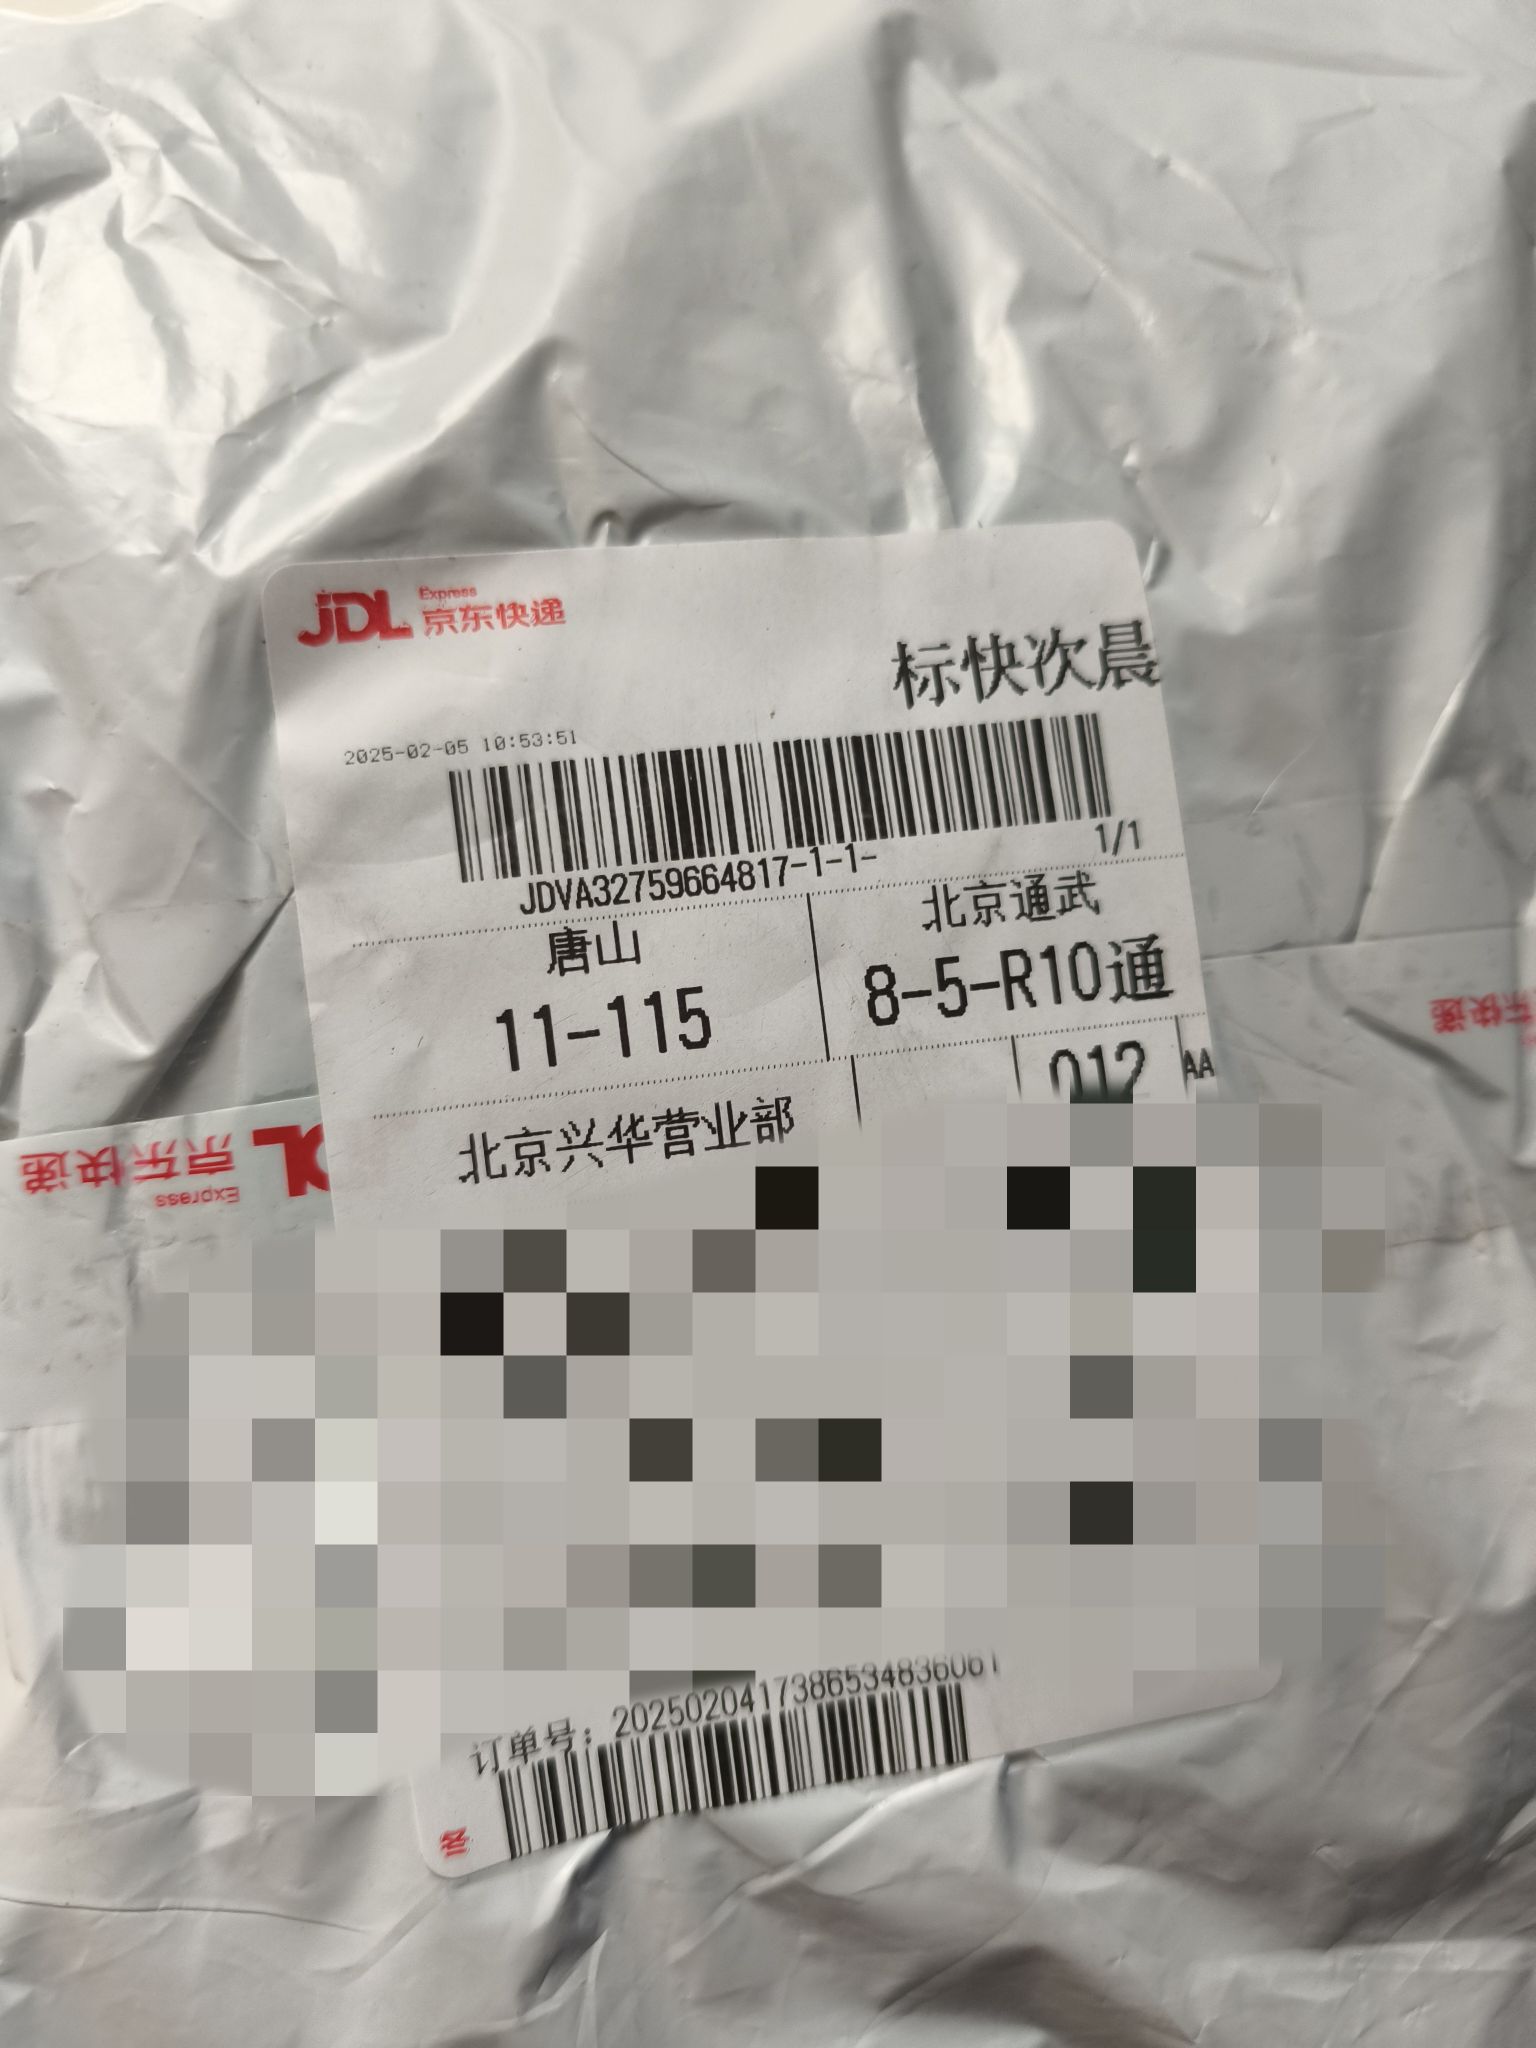 JDL Express
京东快递
标快次晨
2025-02-05 10:53:51
JDVA32759664817-1-1-
1/1
唐山
北京通武
11-115
8-5-R10通
012
AA
北京兴华营业部
京东快递
Express
JDL
京东快递
订单号：20250204173865348360​61